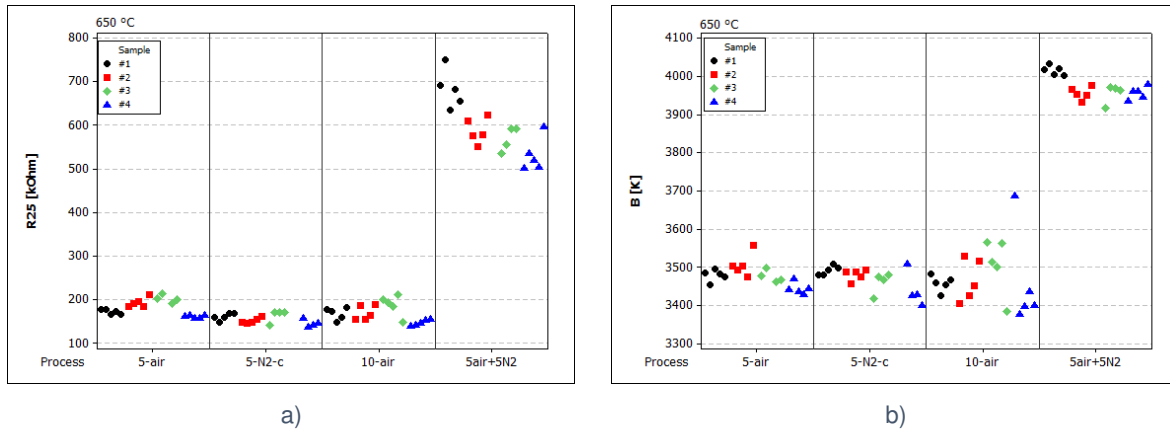 650 ºC
800
700
600
500
400
300
200
100
R25 [kOhm]
Sample
#1
#2
#3
#4
Process 5-air 5-N2-c 10-air 5air+5N2
a)
650 ºC
4100
4000
3900
3800
3700
3600
3500
3400
3300
B [K]
Sample
#1
#2
#3
#4
Process 5-air 5-N2-c 10-air 5air+5N2
b)